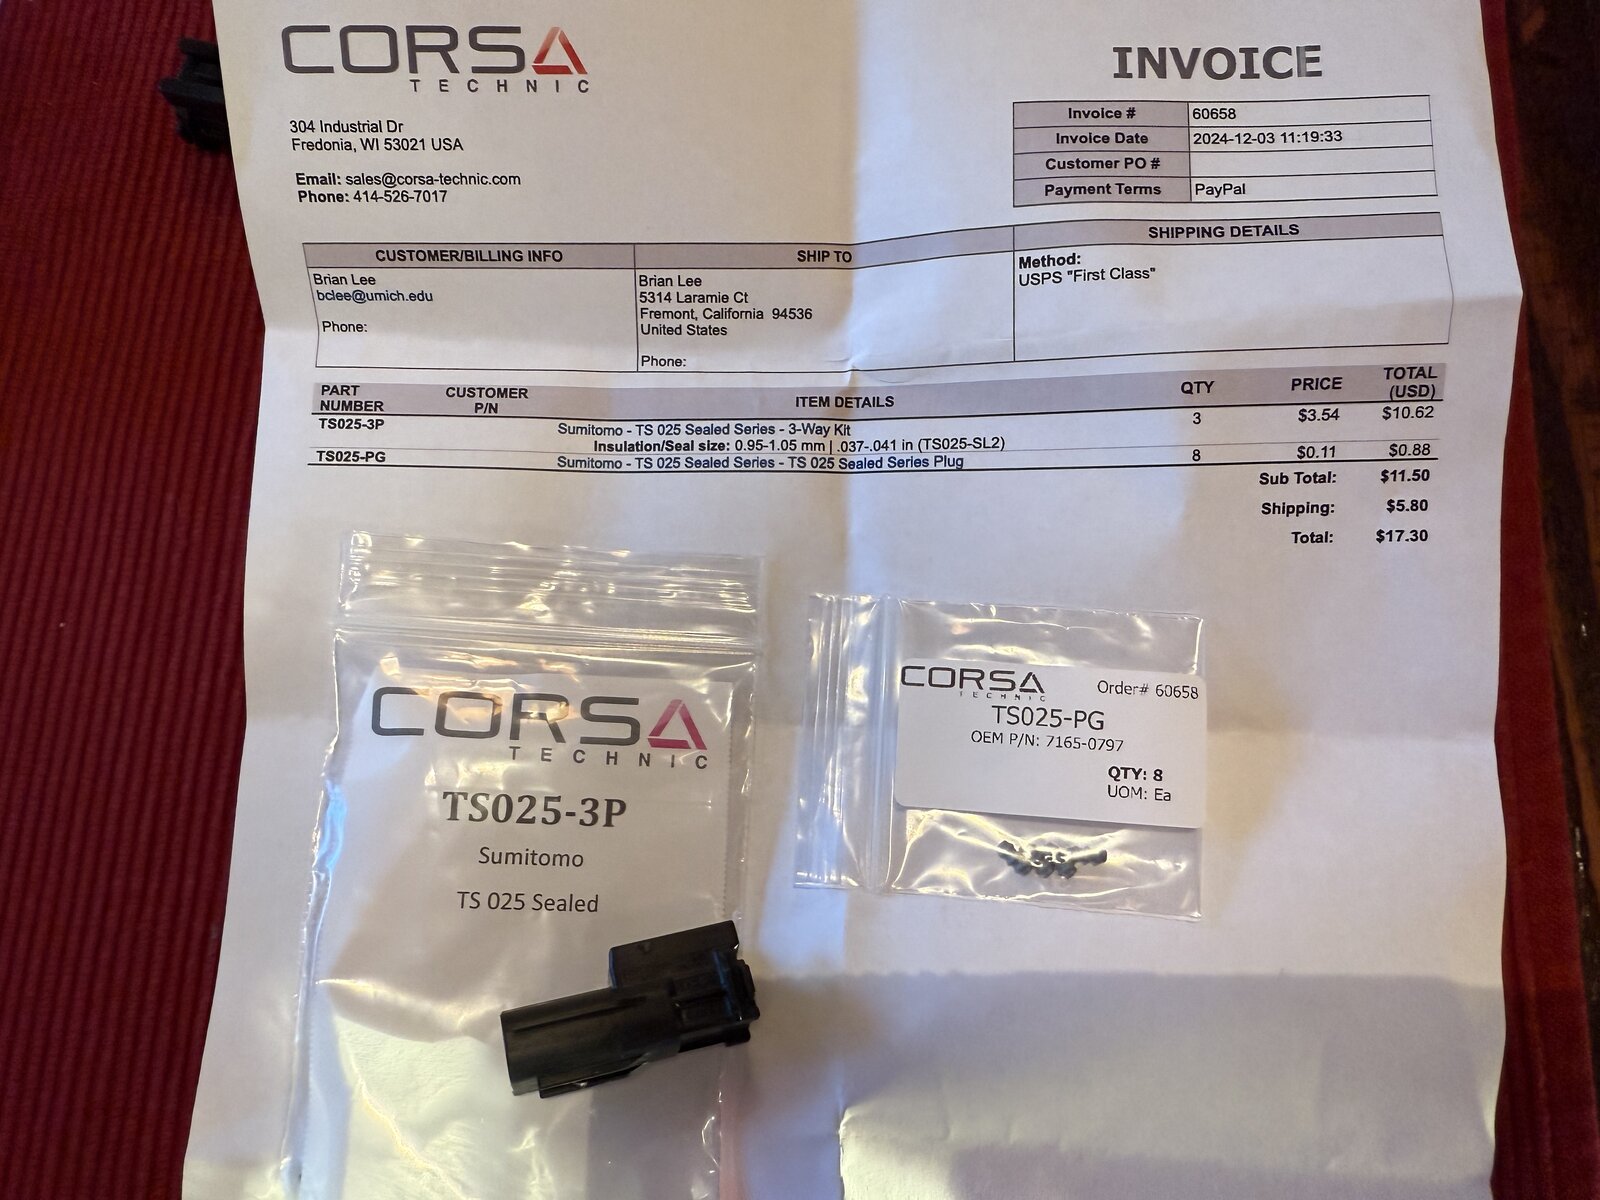 CORSA
TECHNIC
INVOICE
304 Industrial Dr
Fredonia, WI 53021 USA
Email: sales@corsa-technic.com
Phone: 414-526-7017
Invoice # 60658
Invoice Date 2024-12-03 11:19:33
Customer PO #
Payment Terms PayPal
CUSTOMER/BILLING INFO
Brian Lee
bclee@umich.edu
Phone:
SHIP TO
Brian Lee
5314 Laramie Ct
Fremont, California 94536
United States
Phone:
SHIPPING DETAILS
Method:
USPS "First Class"
PART NUMBER CUSTOMER P/N ITEM DETAILS QTY PRICE TOTAL (USD)
TS025-3P Sumitomo - TS 025 Sealed Series - 3-Way Kit 3 $3.54 $10.62
Insulation/Seal size: 0.95-1.05 mm | .037-.041 in (TS025-SL2)
TS025-PG Sumitomo - TS 025 Sealed Series - TS 025 Sealed Series Plug 8 $0.11 $0.88
Sub Total: $11.50
Shipping: $5.80
Total: $17.30
CORSA
TECHNIC
TS025-3P
Sumitomo
TS 025 Sealed
CORSA
TECHNIC
Order# 60658
TS025-PG
OEM P/N: 7165-0797
QTY: 8
UOM: Ea